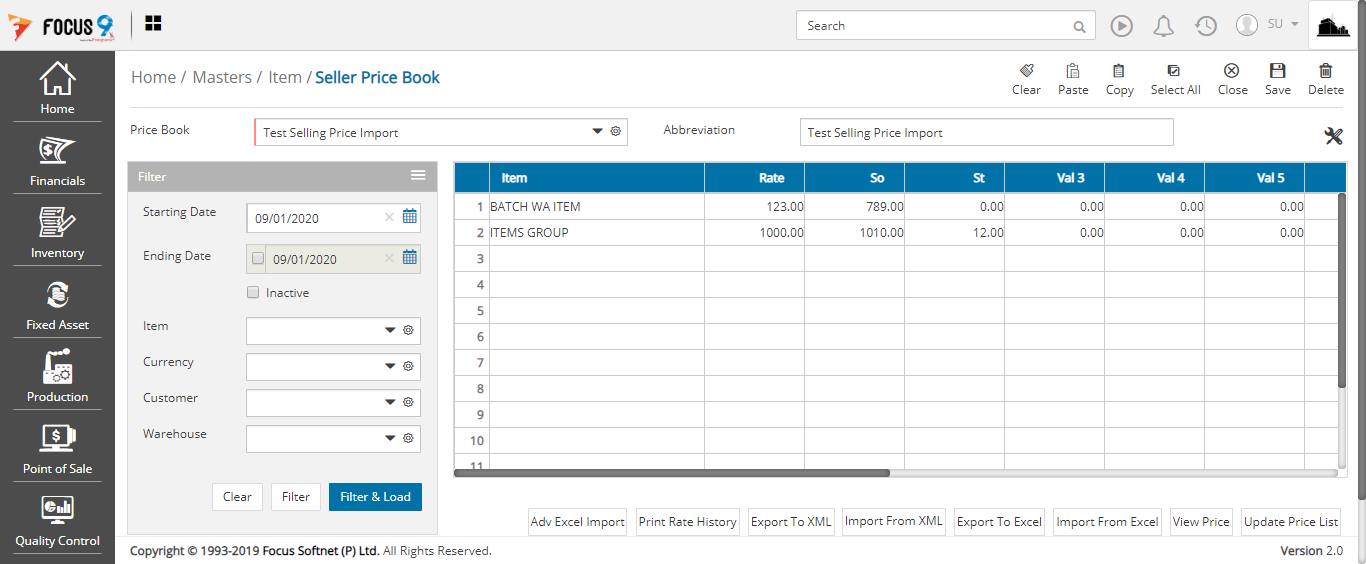 FOCUS 9
Search
SU
Home / Masters / Item / Seller Price Book
Clear Paste Copy Select All Close Save Delete
Home
Financials
Inventory
Fixed Asset
Production
Point of Sale
Quality Control
Price Book Test Selling Price Import Abbreviation Test Selling Price Import
Filter
Starting Date 09/01/2020
Ending Date 09/01/2020
Inactive
Item
Currency
Customer
Warehouse
Clear Filter Filter & Load
Item Rate So St Val 3 Val 4 Val 5
1 BATCH WA ITEM 123.00 789.00 0.00 0.00 0.00 0.00
2 ITEMS GROUP 1000.00 1010.00 12.00 0.00 0.00 0.00
3
4
5
6
7
8
9
10
11
Adv Excel Import Print Rate History Export To XML Import From XML Export To Excel Import From Excel View Price Update Price List
Copyright © 1993-2019 Focus Softnet (P) Ltd. All Rights Reserved. Version 2.0